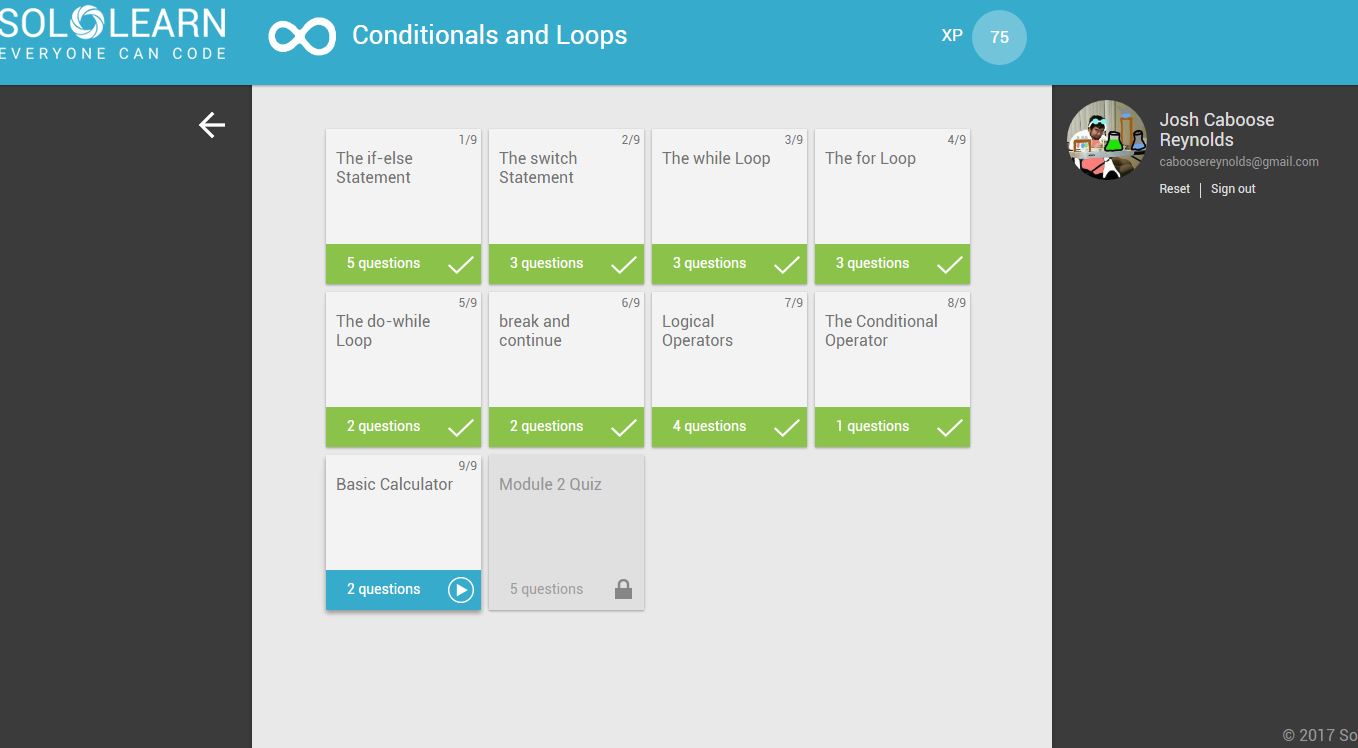 SOLOLEARN
EVERYONE CAN CODE
Conditionals and Loops
XP 75
Josh Caboose
Reynolds
caboosereynolds@gmail.com
Reset | Sign out
1/9
The if-else
Statement
5 questions
2/9
The switch
Statement
3 questions
3/9
The while Loop
3 questions
4/9
The for Loop
3 questions
5/9
The do-while
Loop
2 questions
6/9
break and
continue
2 questions
7/9
Logical
Operators
4 questions
8/9
The Conditional
Operator
1 questions
9/9
Basic Calculator
2 questions
Module 2 Quiz
5 questions
© 2017 So